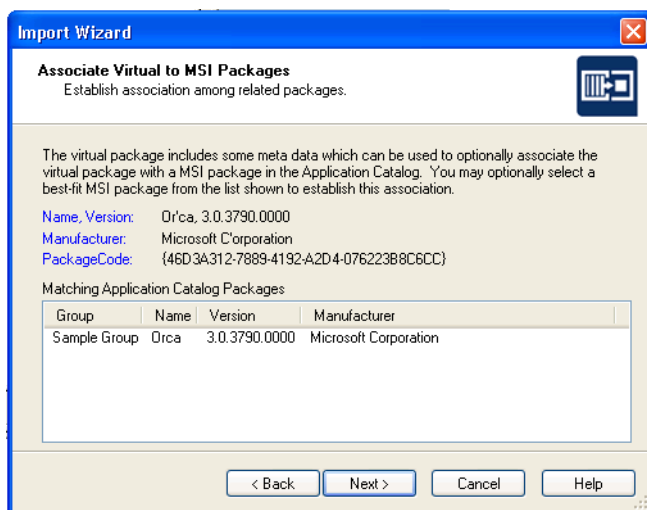 Import Wizard
Associate Virtual to MSI Packages
Establish association among related packages.
The virtual package includes some meta data which can be used to optionally associate the
virtual package with a MSI package in the Application Catalog. You may optionally select a
best-fit MSI package from the list shown to establish this association.
Name, Version: Or'ca, 3.0.3790.0000
Manufacturer: Microsoft C'orporation
PackageCode: {46D3A312-7889-4192-A2D4-076223B8C6CC}
Matching Application Catalog Packages
Group Name Version Manufacturer
Sample Group Orca 3.0.3790.0000 Microsoft Corporation
< Back Next > Cancel Help